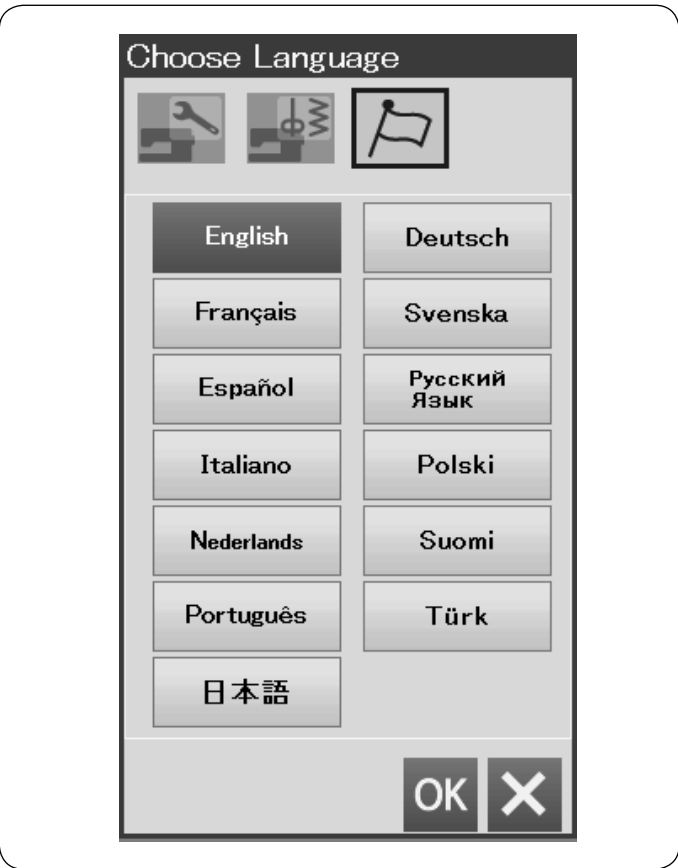 Choose Language
English
Deutsch
Français
Svenska
Español
Русский
Язык
Italiano
Polski
Nederlands
Suomi
Português
Türk
日本語
OK